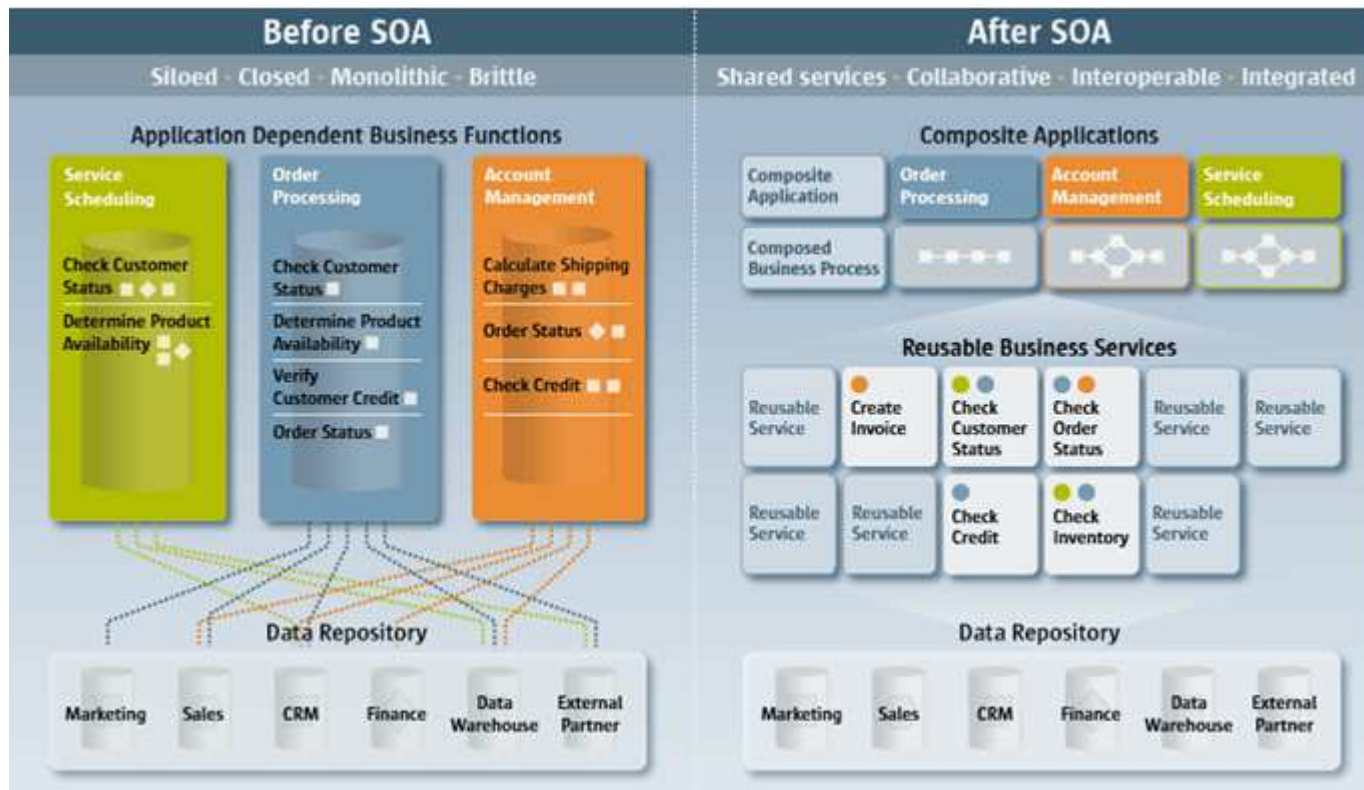 Before SOA
Siloed - Closed - Monolithic - Brittle
Application Dependent Business Functions
Service
Scheduling
Check Customer
Status
Determine Product
Availability
Order
Processing
Check Customer
Status
Determine Product
Availability
Verify
Customer Credit
Order Status
Account
Management
Calculate Shipping
Charges
Order Status
Check Credit
Data Repository
Marketing
Sales
CRM
Finance
Data
Warehouse
External
Partner
After SOA
Shared services - Collaborative - Interoperable - Integrated
Composite Applications
Composite
Application
Order
Processing
Account
Management
Service
Scheduling
Composed
Business Process
Reusable Business Services
Reusable
Service
Create
Invoice
Check
Customer
Status
Check
Order
Status
Reusable
Service
Reusable
Service
Reusable
Service
Reusable
Service
Check
Credit
Check
Inventory
Reusable
Service
Data Repository
Marketing
Sales
CRM
Finance
Data
Warehouse
External
Partner